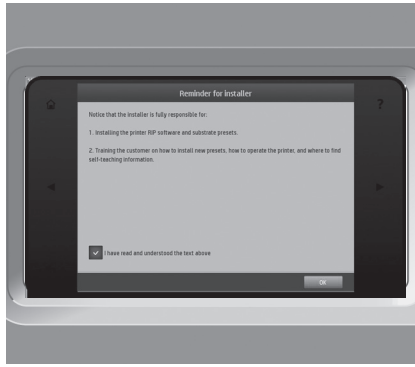 Reminder for installer
?
Notice that the installer is fully responsible for:
1. Installing the printer RIP software and substrate presets.
2. Training the customer on how to install new presets, how to operate the printer, and where to find
self-teaching information.
I have read and understood the text above
OK